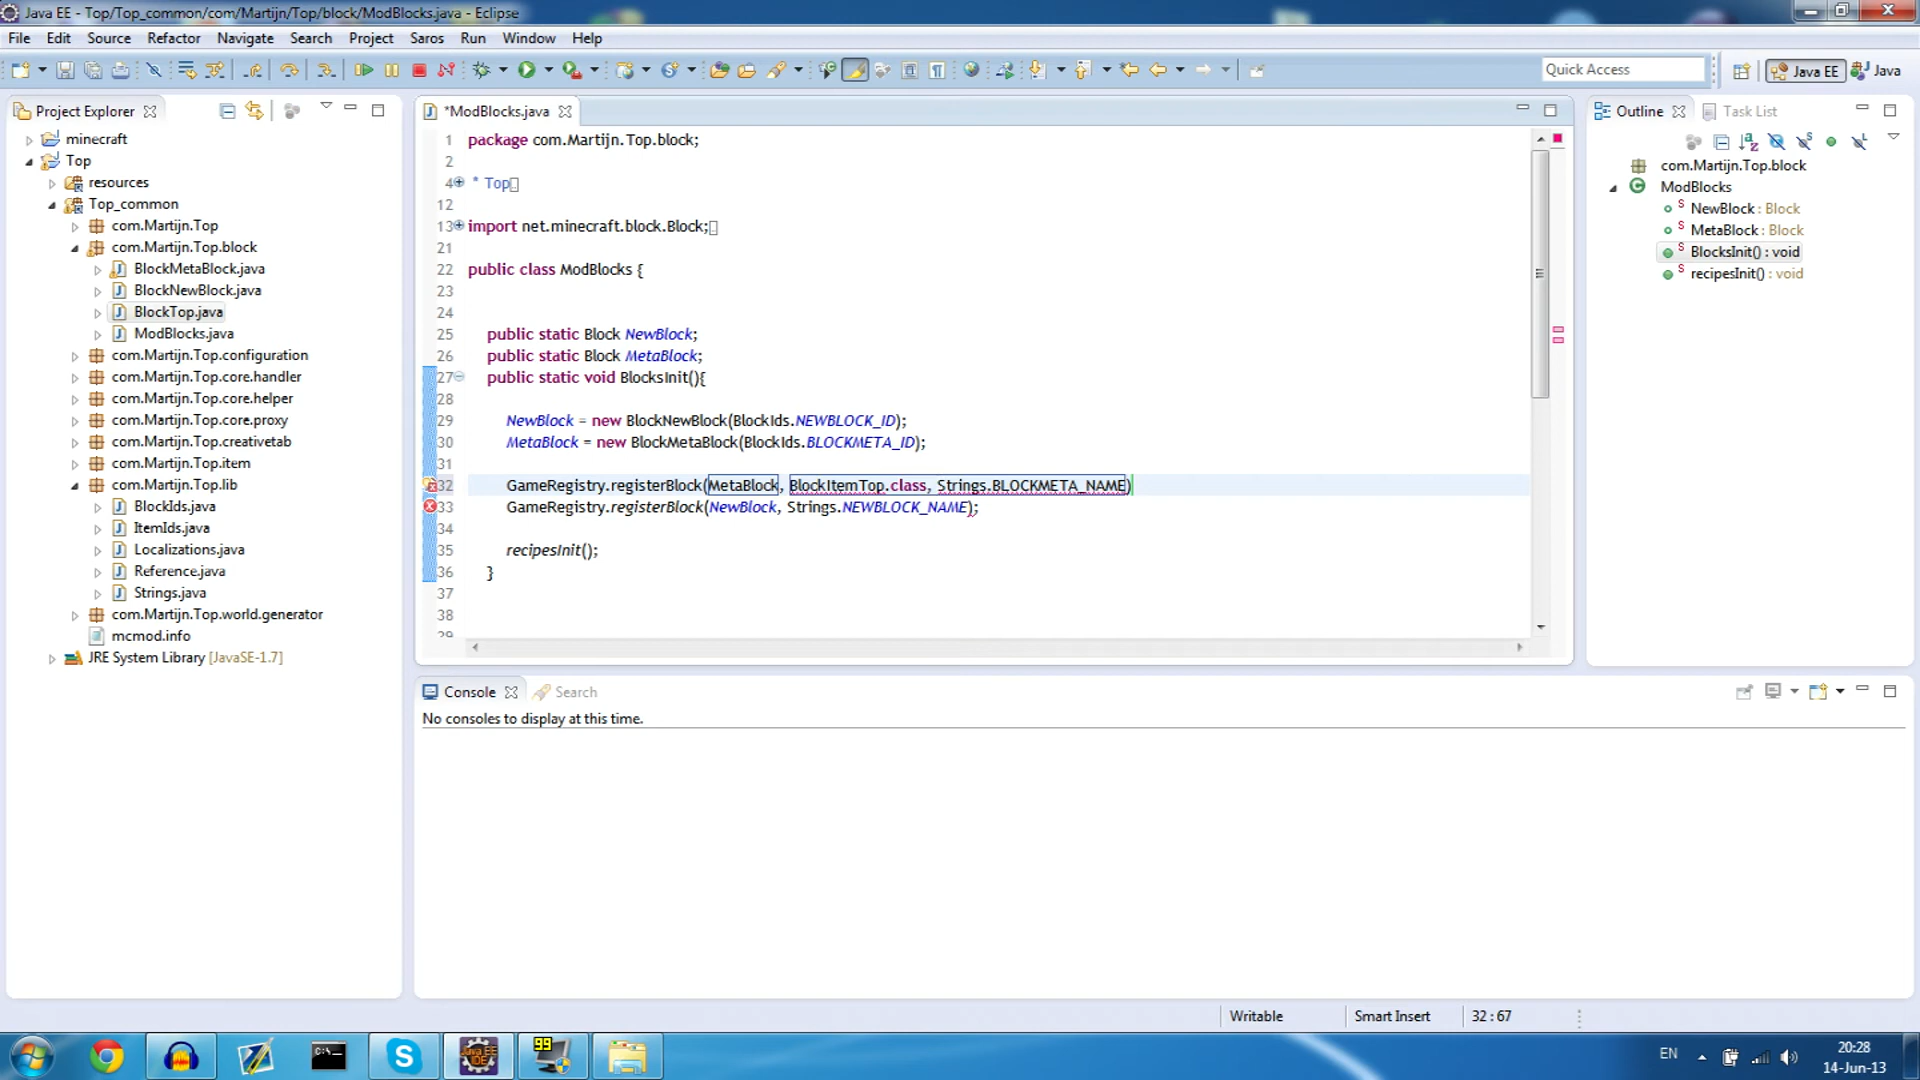 Java EE - Top/Top_common/com/Martijn/Top/block/ModBlocks.java - Eclipse
File Edit Source Refactor Navigate Search Project Saros Run Window Help
Quick Access
Java EE
Java
Project Explorer
minecraft
Top
resources
Top_common
com.Martijn.Top
com.Martijn.Top.block
BlockMetaBlock.java
BlockNewBlock.java
BlockTop.java
ModBlocks.java
com.Martijn.Top.configuration
com.Martijn.Top.core.handler
com.Martijn.Top.core.helper
com.Martijn.Top.core.proxy
com.Martijn.Top.creativetab
com.Martijn.Top.item
com.Martijn.Top.lib
BlockIds.java
ItemIds.java
Localizations.java
Reference.java
Strings.java
com.Martijn.Top.world.generator
mcmod.info
JRE System Library [JavaSE-1.7]
*ModBlocks.java
1 package com.Martijn.Top.block;
2
4 * Top
12
13 import net.minecraft.block.Block;
21
22 public class ModBlocks {
23
24
25 public static Block NewBlock;
26 public static Block MetaBlock;
27 public static void BlocksInit(){
28
29 NewBlock = new BlockNewBlock(BlockIds.NEWBLOCK_ID);
30 MetaBlock = new BlockMetaBlock(BlockIds.BLOCKMETA_ID);
31
32 GameRegistry.registerBlock(MetaBlock, BlockItemTop.class, Strings.BLOCKMETA_NAME)
33 GameRegistry.registerBlock(NewBlock, Strings.NEWBLOCK_NAME);
34
35 recipesInit();
36 }
37
38
39
Outline
Task List
com.Martijn.Top.block
ModBlocks
NewBlock : Block
MetaBlock : Block
BlocksInit() : void
recipesInit() : void
Console
Search
No consoles to display at this time.
Writable
Smart Insert
32 : 67
99
EN
20:28
14-Jun-13